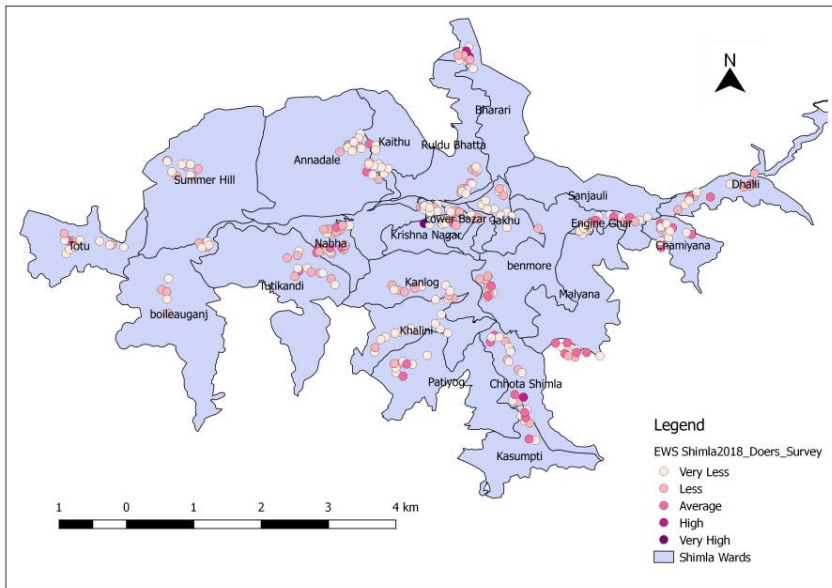 N
Bharari
Kaithu
Ruldu Bhatta
Annadale
Summer Hill
Dhalli
Sanjauli
Lower Bazar
Jakhu
Engine Ghar
Krishna Nagar
Nabha
Totu
Chamiyana
benmore
Tutikandi
Kanlog
Malyana
boileauganj
Khalini
Patiyog
Chhota Shimla
Kasumpti
Legend
EWS Shimla2018_Doers_Survey
Very Less
Less
Average
High
Very High
Shimla Wards
1 0 1 2 3 4 km